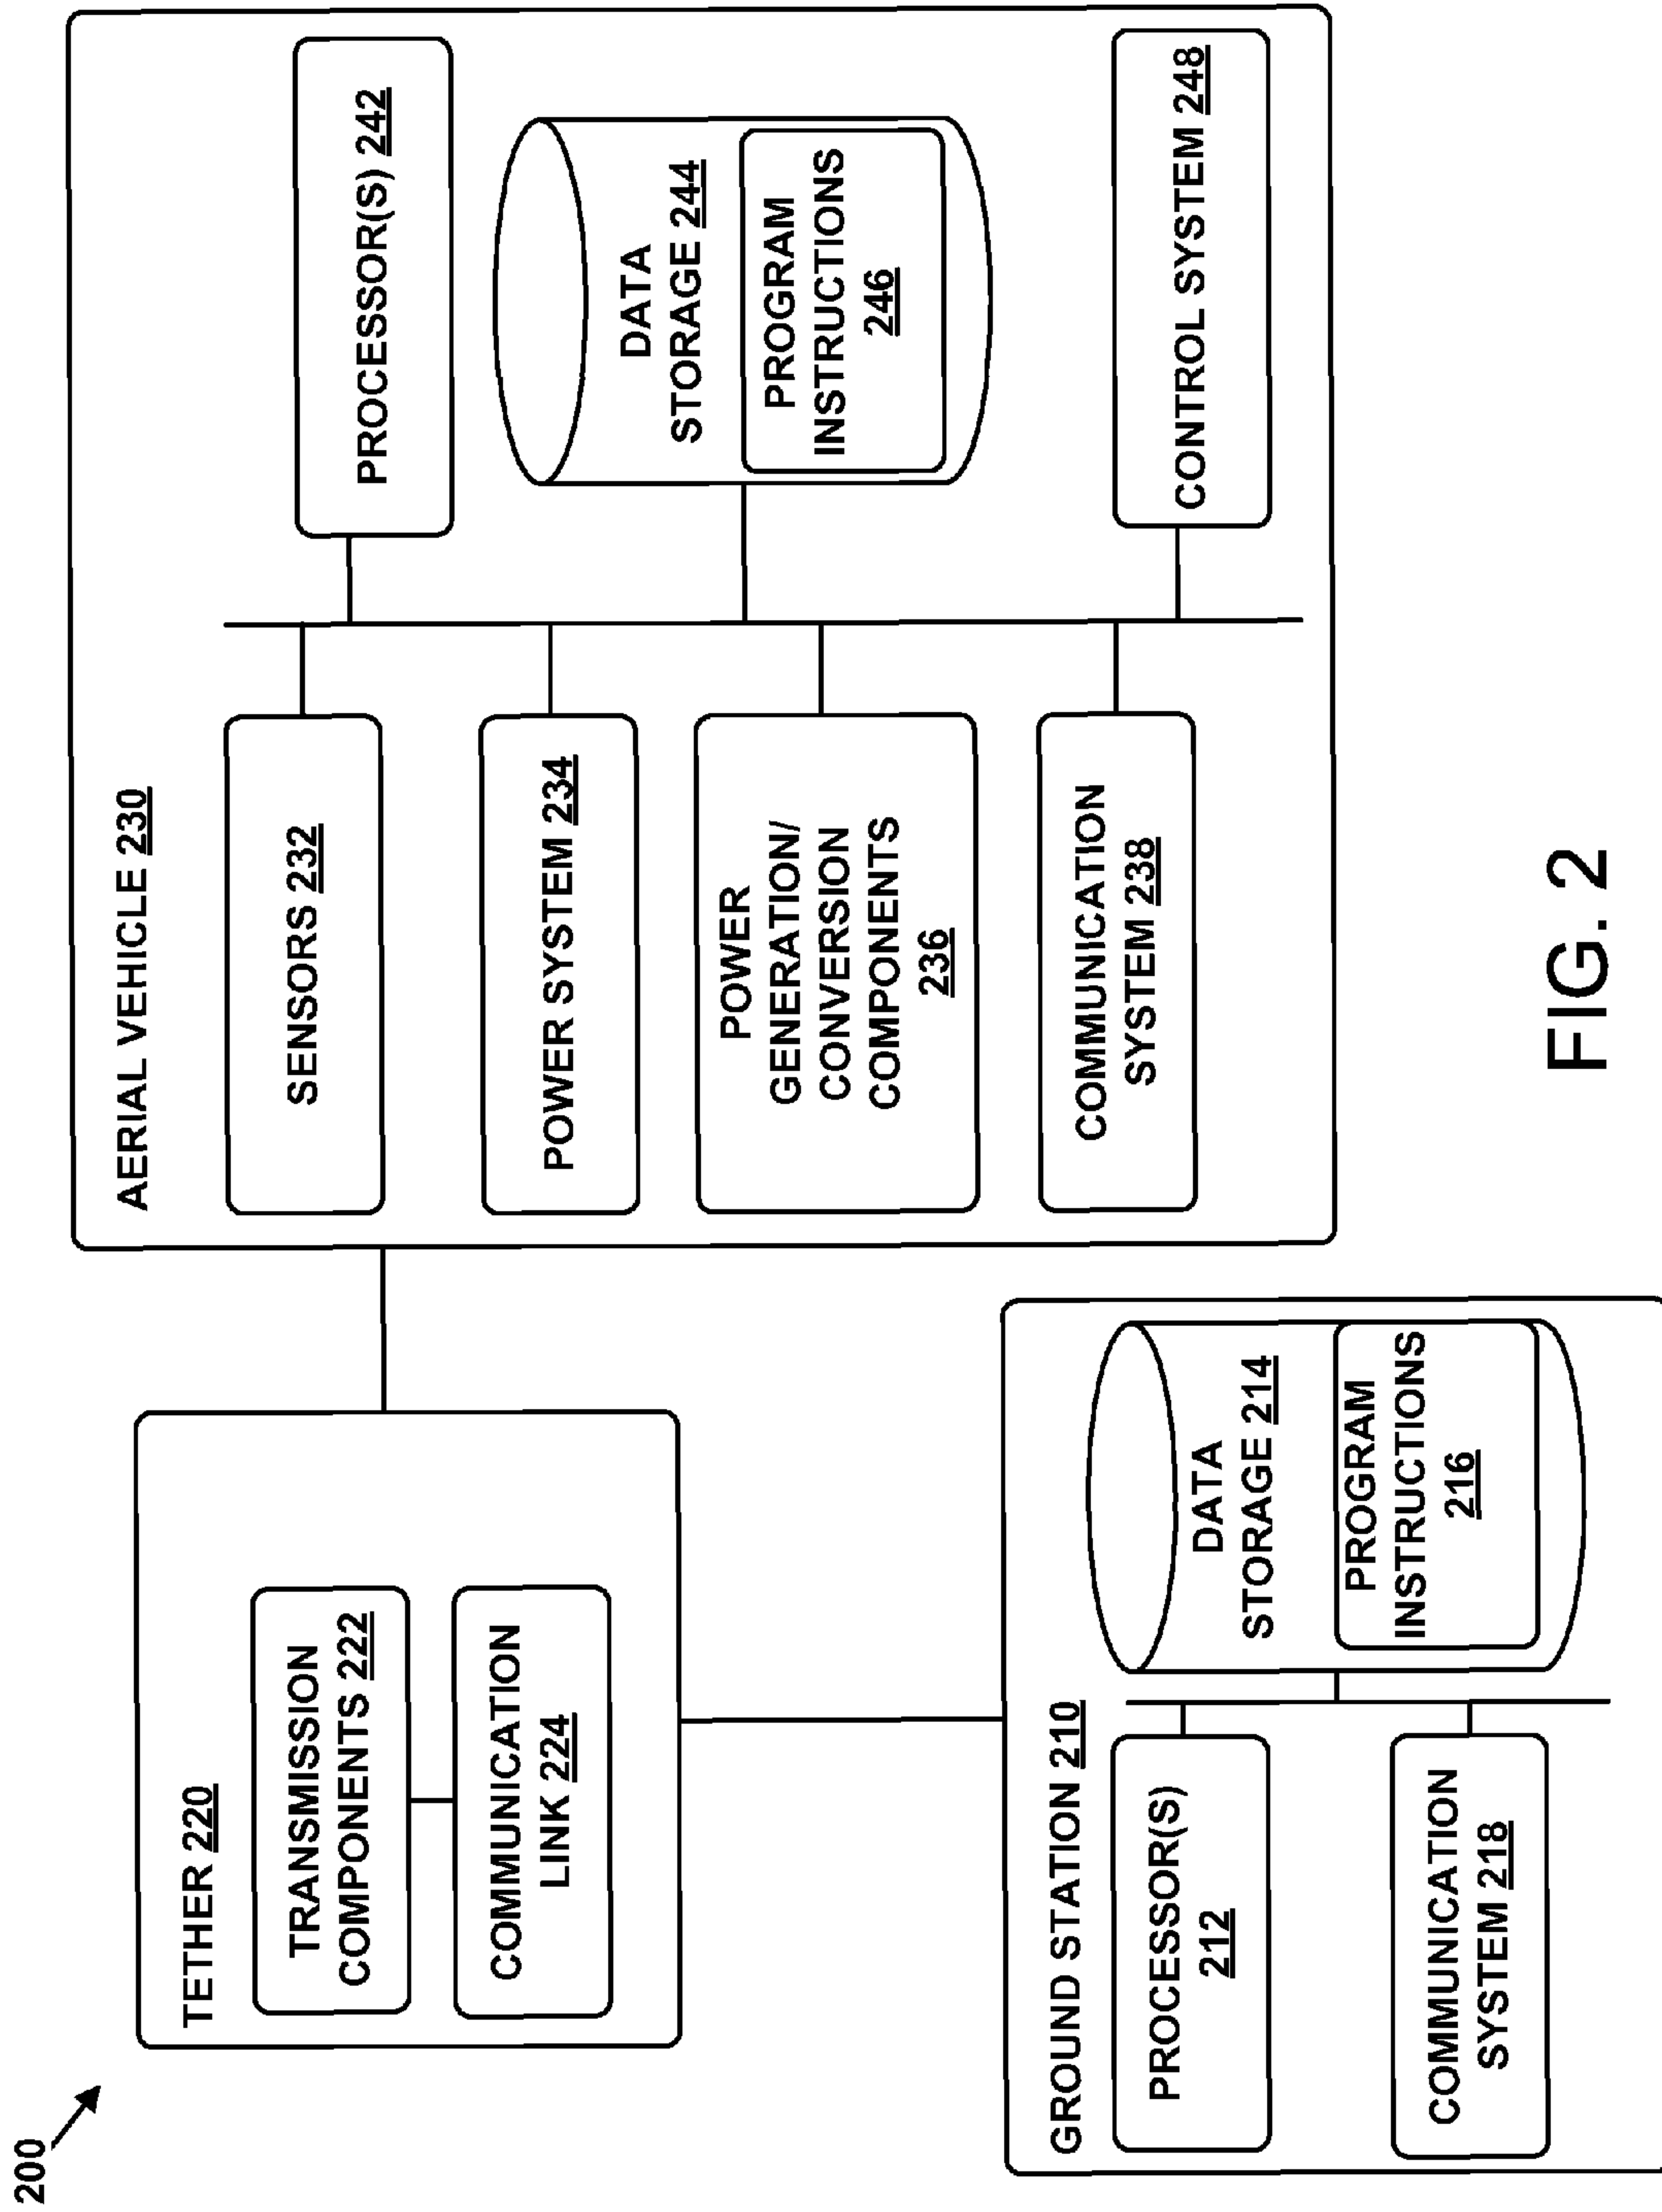 200
TETHER 220
TRANSMISSION
COMPONENTS 222
COMMUNICATION
LINK 224
GROUND STATION 210
PROCESSOR(S)
212
COMMUNICATION
SYSTEM 218
DATA
STORAGE 214
PROGRAM
INSTRUCTIONS
216
AERIAL VEHICLE 230
SENSORS 232
POWER SYSTEM 234
POWER
GENERATION/
CONVERSION
COMPONENTS
236
COMMUNICATION
SYSTEM 238
PROCESSOR(S) 242
DATA
STORAGE 244
PROGRAM
INSTRUCTIONS
246
CONTROL SYSTEM 248
FIG. 2